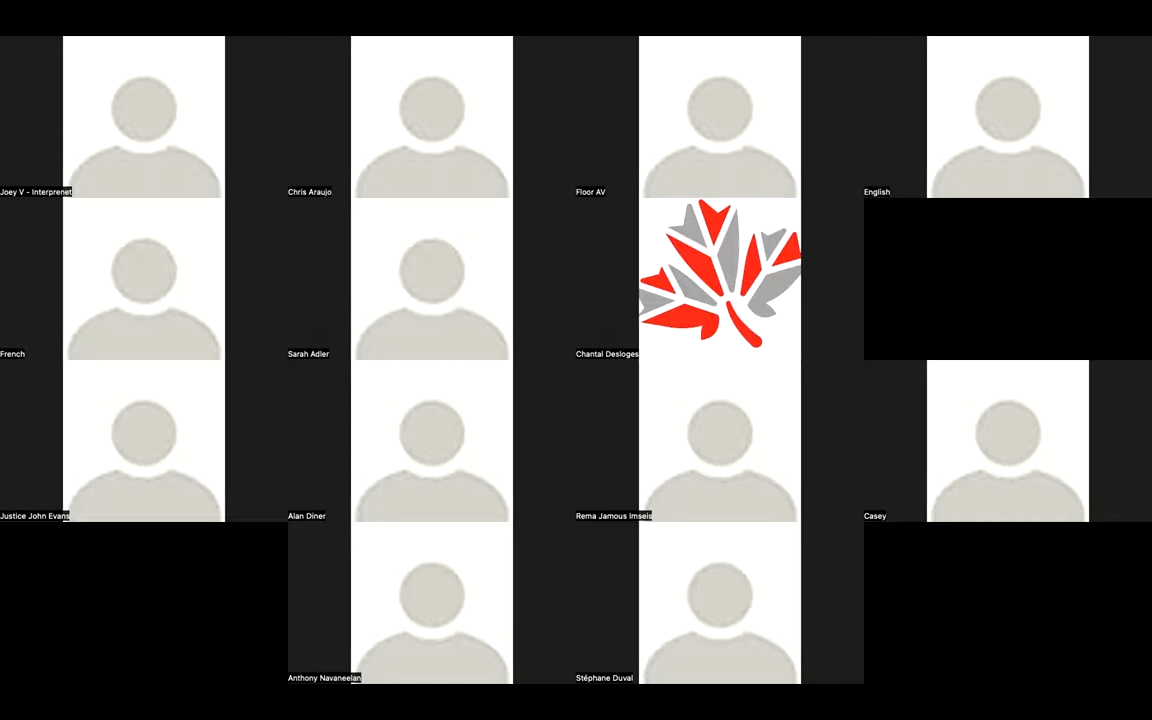 Joey V - Interprenet
Chris Araujo
Floor AV
English
French
Sarah Adler
Chantal Desloges
Justice John Evans
Alan Diner
Rema Jamous Imseis
Casey
Anthony Navaneelan
Stéphane Duval